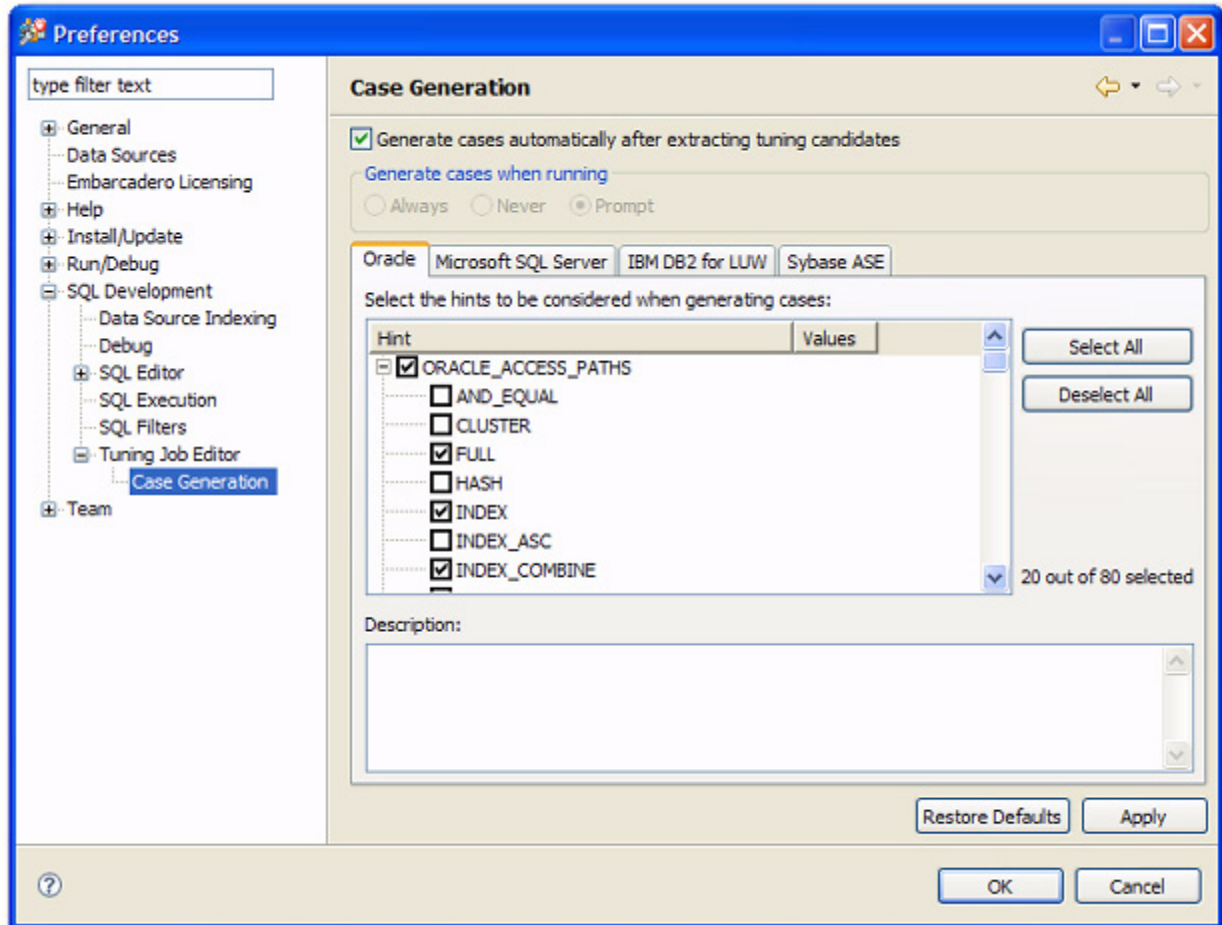 Preferences
type filter text
General
Data Sources
Embarcadero Licensing
Help
Install/Update
Run/Debug
SQL Development
Data Source Indexing
Debug
SQL Editor
SQL Execution
SQL Filters
Tuning Job Editor
Case Generation
Team
Case Generation
Generate cases automatically after extracting tuning candidates
Generate cases when running
Always Never Prompt
Oracle Microsoft SQL Server IBM DB2 for LUW Sybase ASE
Select the hints to be considered when generating cases:
Hint Values
ORACLE_ACCESS_PATHS
AND_EQUAL
CLUSTER
FULL
HASH
INDEX
INDEX_ASC
INDEX_COMBINE
Select All
Deselect All
20 out of 80 selected
Description:
Restore Defaults Apply
? OK Cancel